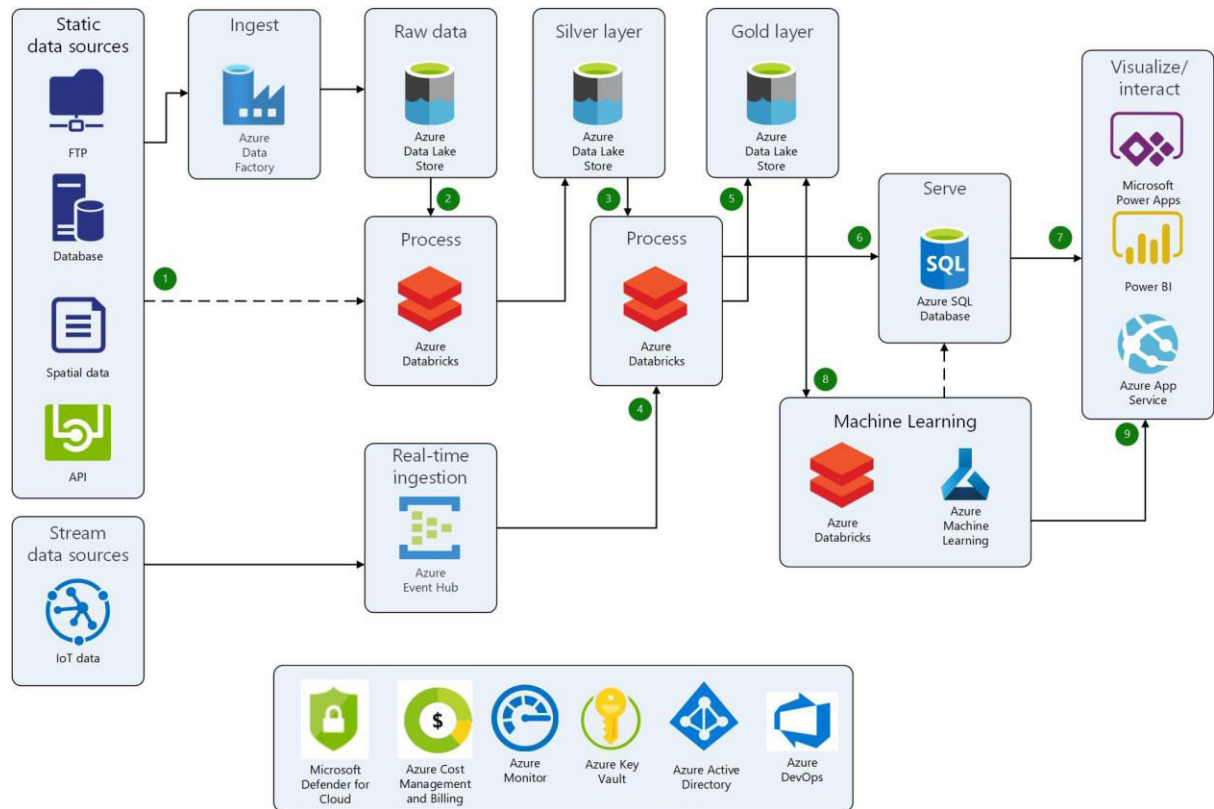 Static
data sources
FTP
Database
Spatial data
API
Stream
data sources
IoT data
Ingest
Azure
Data
Factory
Raw data
Azure
Data Lake
Store
Silver layer
Azure
Data Lake
Store
Gold layer
Azure
Data Lake
Store
1
2
3
4
5
6
7
8
9
Process
Azure
Databricks
Process
Azure
Databricks
Real-time
ingestion
Azure
Event Hub
Serve
SQL
Azure SQL
Database
Machine Learning
Azure
Databricks
Azure
Machine
Learning
Visualize/
interact
Microsoft
Power Apps
Power BI
Azure App
Service
$
Microsoft
Defender for
Cloud
Azure Cost
Management
and Billing
Azure
Monitor
Azure Key
Vault
Azure Active
Directory
Azure
DevOps